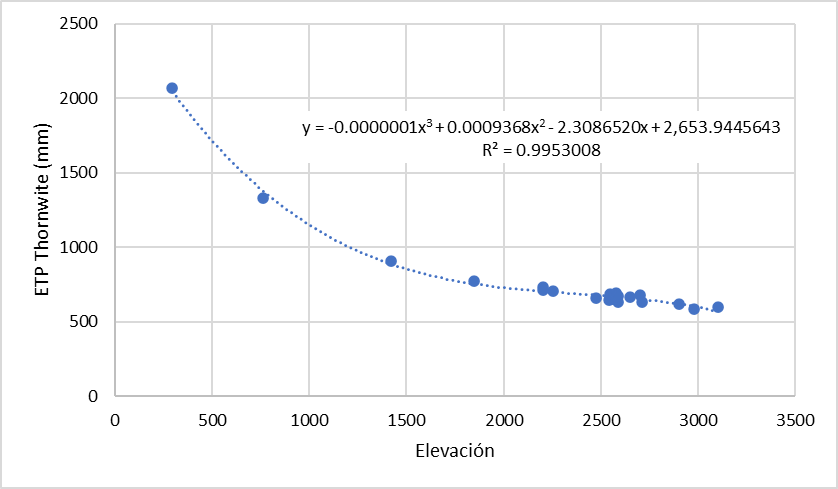 2500
2000
1500
1000
500
0
ETP Thornwite (mm)
y = -0.0000001x³ + 0.0009368x² - 2.3086520x + 2,653.9445643
R² = 0.9953008
0 500 1000 1500 2000 2500 3000 3500
Elevación